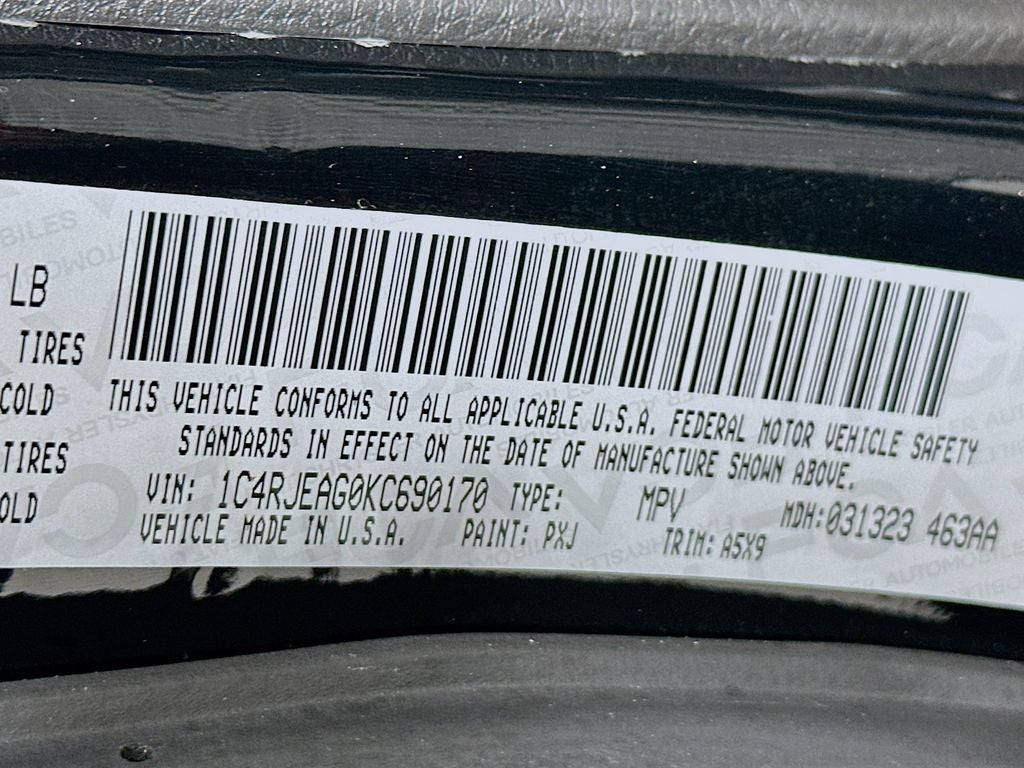 LB
TIRES
COLD
TIRES
OLD
THIS VEHICLE CONFORMS TO ALL APPLICABLE U.S.A. FEDERAL MOTOR VEHICLE SAFETY
STANDARDS IN EFFECT ON THE DATE OF MANUFACTURE SHOWN ABOVE.
VIN: 1C4RJEAG0KC690170 TYPE: MPV MDH:031323 463AA
VEHICLE MADE IN U.S.A. PAINT: PXJ TRIM: A5X9